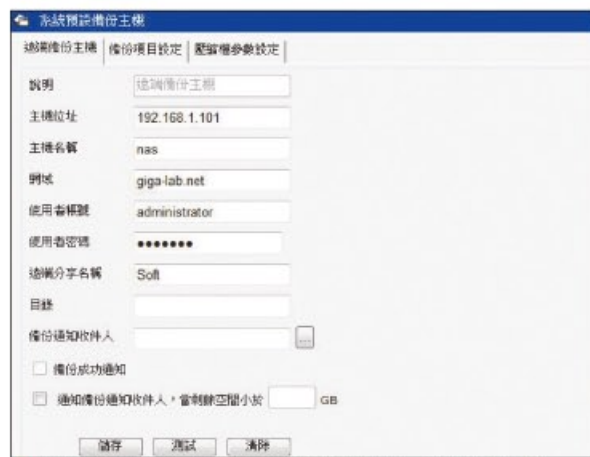 系統預設備份主機
遠端備份主機 備份項目設定 壓縮檔參數設定
說明 遠端備份主機
主機位址 192.168.1.101
主機名稱 nas
網域 giga-lab.net
使用者帳號 administrator
使用者密碼 •••••••
遠端分享名稱 Soft
目錄
備份通知收件人 ...
備份成功通知
通知備份通知收件人，當剩餘空間小於 GB
儲存 測試 清除